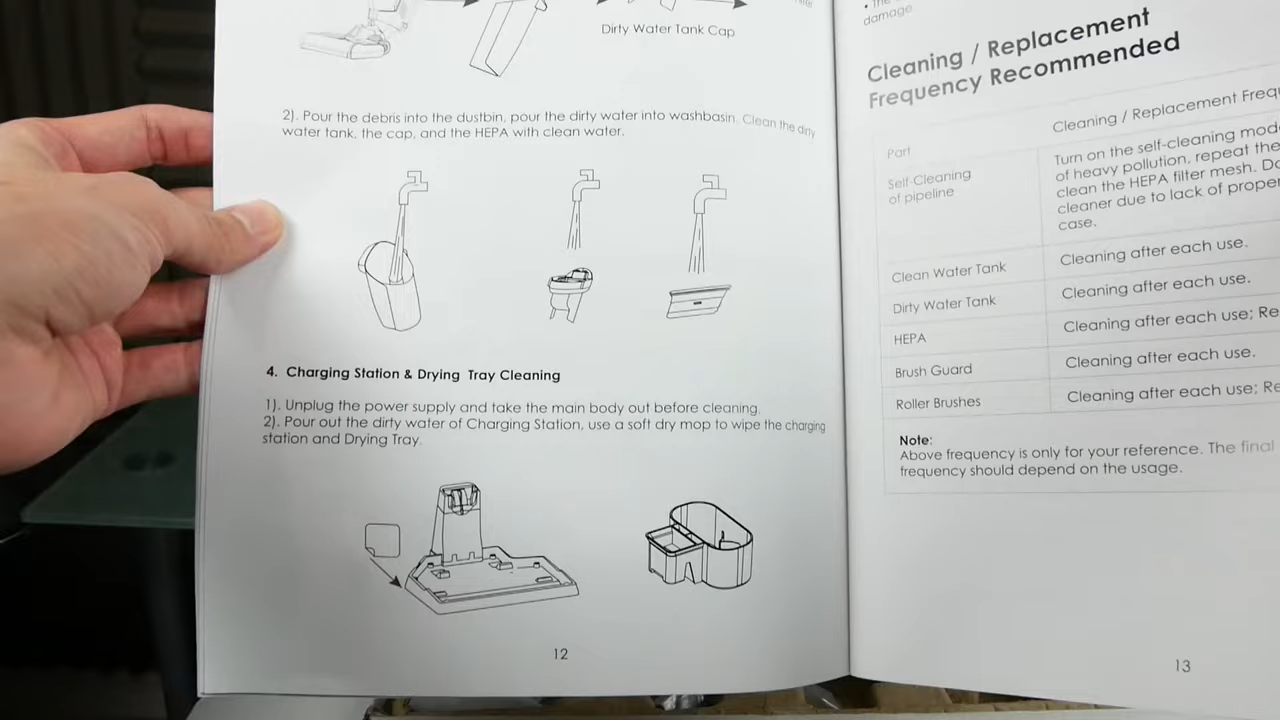 Dirty Water Tank Cap
2). Pour the debris into the dustbin, pour the dirty water into washbasin. Clean the dirty
water tank, the cap, and the HEPA with clean water.
4. Charging Station & Drying Tray Cleaning
1). Unplug the power supply and take the main body out before cleaning.
2). Pour out the dirty water of Charging Station, use a soft dry mop to wipe the charging
station and Drying Tray.
12
damage
Cleaning / Replacement
Frequency Recommended
Part
Cleaning / Replacement Frequ
Self-Cleaning
of pipeline
Turn on the self-cleaning mod
of heavy pollution, repeat the
clean the HEPA filter mesh. Do
cleaner due to lack of proper
case.
Clean Water Tank
Cleaning after each use.
Dirty Water Tank
Cleaning after each use.
HEPA
Cleaning after each use; Re
Brush Guard
Cleaning after each use.
Roller Brushes
Cleaning after each use; Re
Note:
Above frequency is only for your reference. The final
frequency should depend on the usage.
13